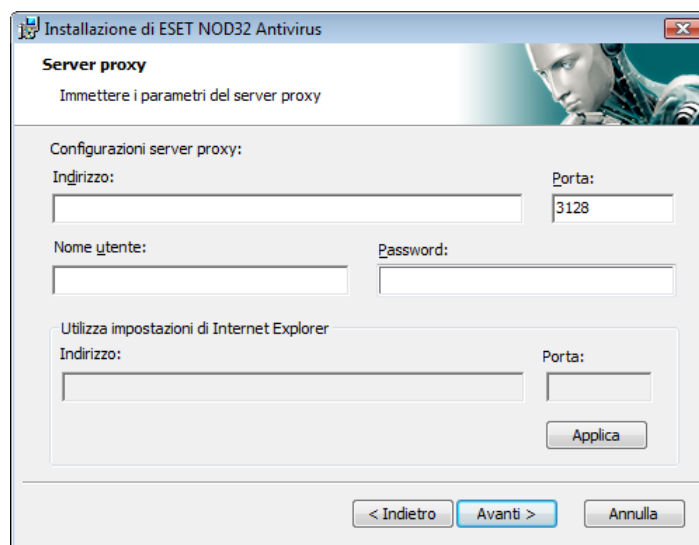 Installazione di ESET NOD32 Antivirus
Server proxy
Immettere i parametri del server proxy
Configurazioni server proxy:
Indirizzo:
Porta:
3128
Nome utente:
Password:
Utilizza impostazioni di Internet Explorer
Indirizzo:
Porta:
Applica
< Indietro
Avanti >
Annulla